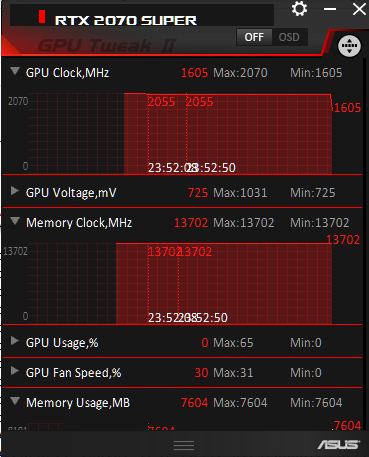 RTX 2070 SUPER
GPU Tweak II
OFF OSD
GPU Clock,MHz 1605 Max:2070 Min:1605
2070 2055 2055 1605
0 23:52:08 23:52:50
GPU Voltage,mV 725 Max:1031 Min:725
Memory Clock,MHz 13702 Max:13702 Min:13702
13702 13702 13702 13702
0 23:52:08 23:52:50
GPU Usage,% 0 Max:65 Min:0
GPU Fan Speed,% 30 Max:31 Min:0
Memory Usage,MB 7604 Max:7604 Min:7604
7604 7604
ASUS